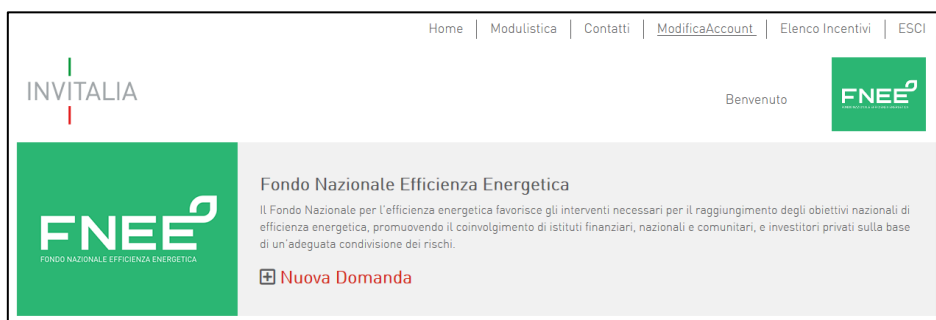 Home | Modulistica | Contatti | ModificaAccount | Elenco Incentivi | ESCI
INVITALIA
Benvenuto
FNEE
FNEE
FONDO NAZIONALE EFFICIENZA ENERGETICA
Fondo Nazionale Efficienza Energetica
Il Fondo Nazionale per l'efficienza energetica favorisce gli interventi necessari per il raggiungimento degli obiettivi nazionali di
efficienza energetica, promuovendo il coinvolgimento di istituti finanziari, nazionali e comunitari, e investitori privati sulla base
di un'adeguata condivisione dei rischi.
Nuova Domanda